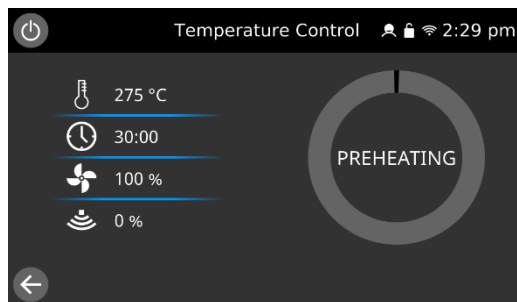 Temperature Control 2:29 pm
275 °C
30:00
PREHEATING
100 %
0 %